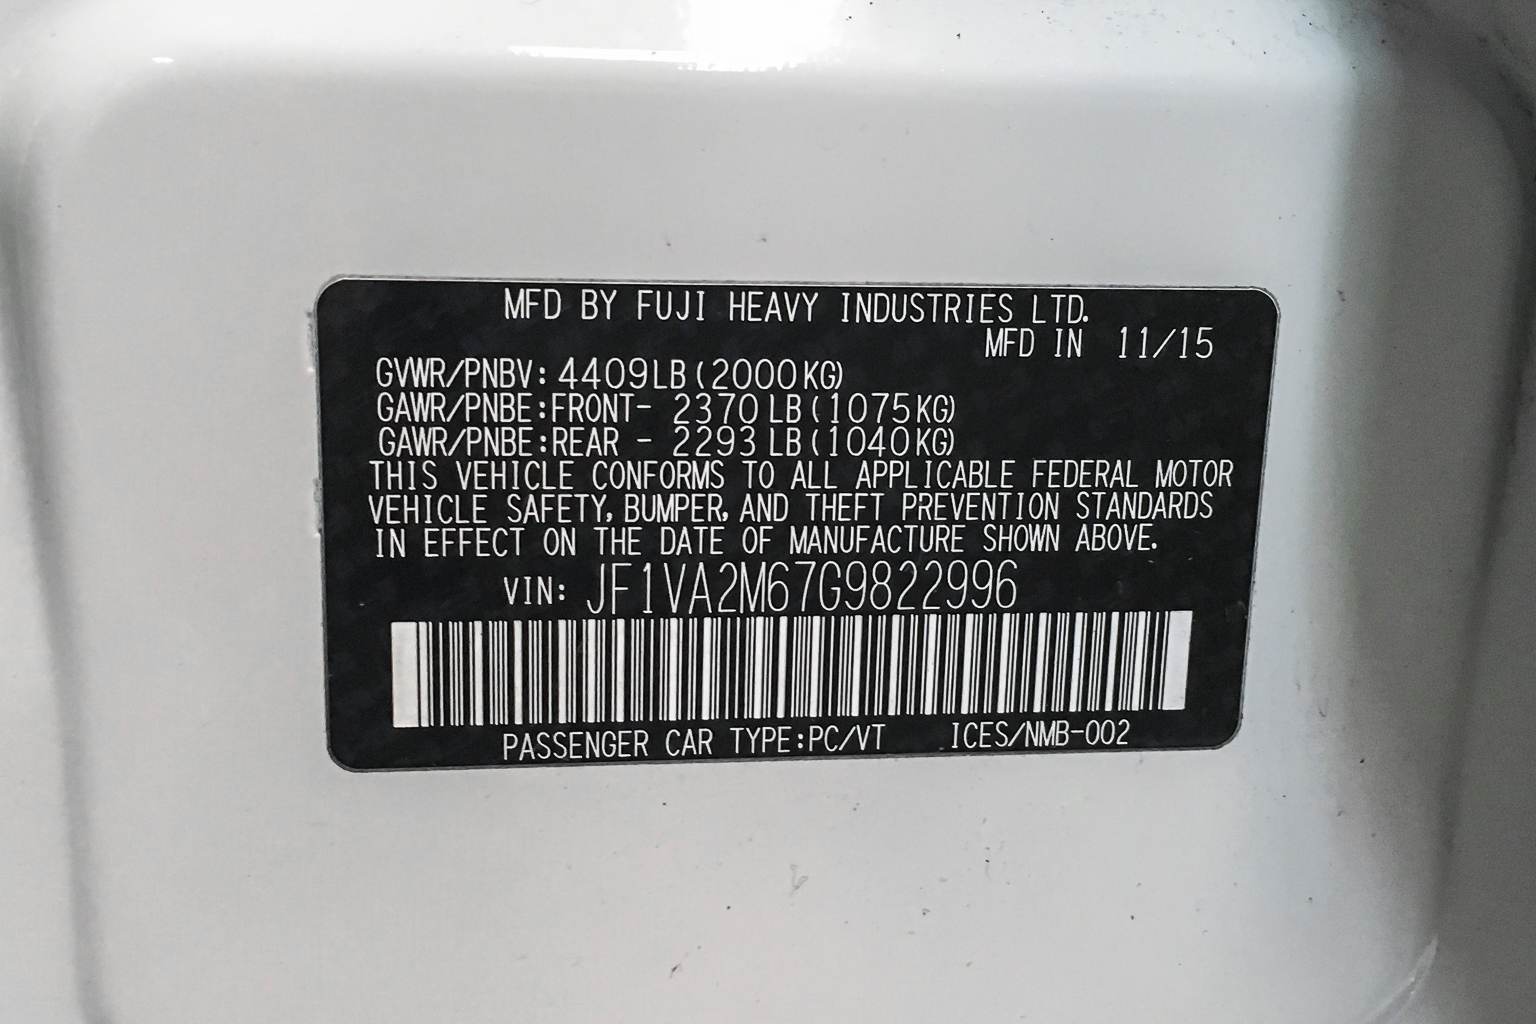 MFD BY FUJI HEAVY INDUSTRIES LTD.
MFD IN 11/15
GVWR/PNBV: 4409LB(2000KG)
GAWR/PNBE:FRONT- 2370LB(1075KG)
GAWR/PNBE:REAR - 2293LB(1040KG)
THIS VEHICLE CONFORMS TO ALL APPLICABLE FEDERAL MOTOR
VEHICLE SAFETY, BUMPER, AND THEFT PREVENTION STANDARDS
IN EFFECT ON THE DATE OF MANUFACTURE SHOWN ABOVE.
VIN: JF1VA2M67G9822996
PASSENGER CAR TYPE:PC/VT ICES/NMB-002